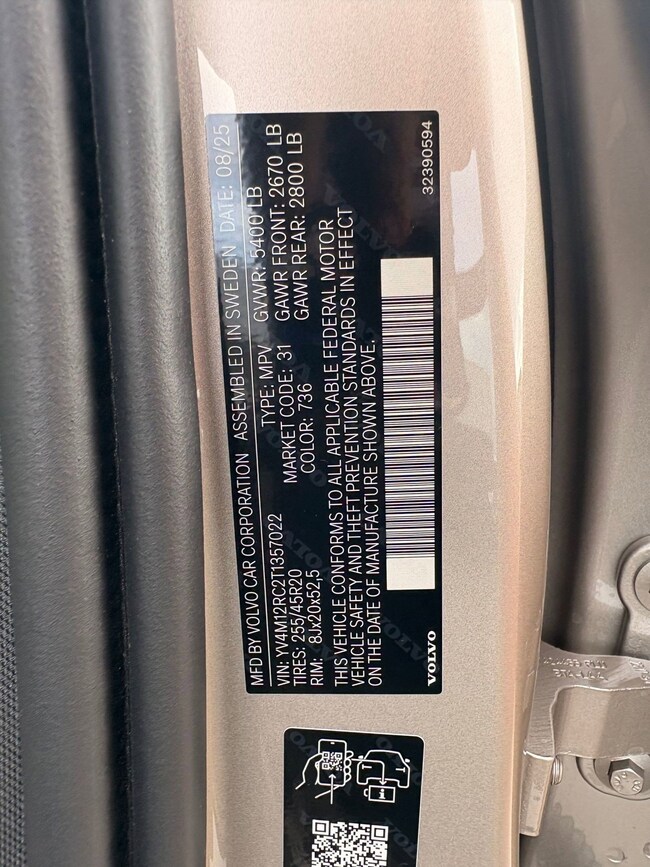 MFD BY VOLVO CAR CORPORATION ASSEMBLED IN SWEDEN DATE: 08/25
VIN: YV4M12RC2T1357022 TYPE: MPV GVWR: 5400 LB
TIRES: 255/45R20 MARKET CODE: 31 GAWR FRONT: 2670 LB
RIM: 8Jx20x52,5 COLOR: 736 GAWR REAR: 2800 LB
THIS VEHICLE CONFORMS TO ALL APPLICABLE FEDERAL MOTOR
VEHICLE SAFETY AND THEFT PREVENTION STANDARDS IN EFFECT
ON THE DATE OF MANUFACTURE SHOWN ABOVE.
VOLVO 32390594